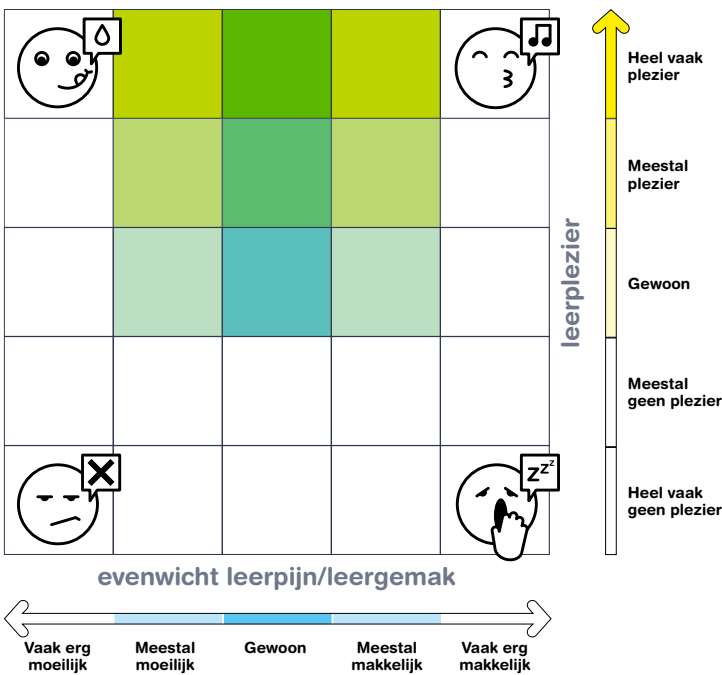 Heel vaak
plezier
Meestal
plezier
leerplezier
Gewoon
Meestal
geen plezier
zzz
Heel vaak
geen plezier
evenwicht leerpijn/leergemak
Vaak erg
moeilijk
Meestal
moeilijk
Gewoon
Meestal
makkelijk
Vaak erg
makkelijk